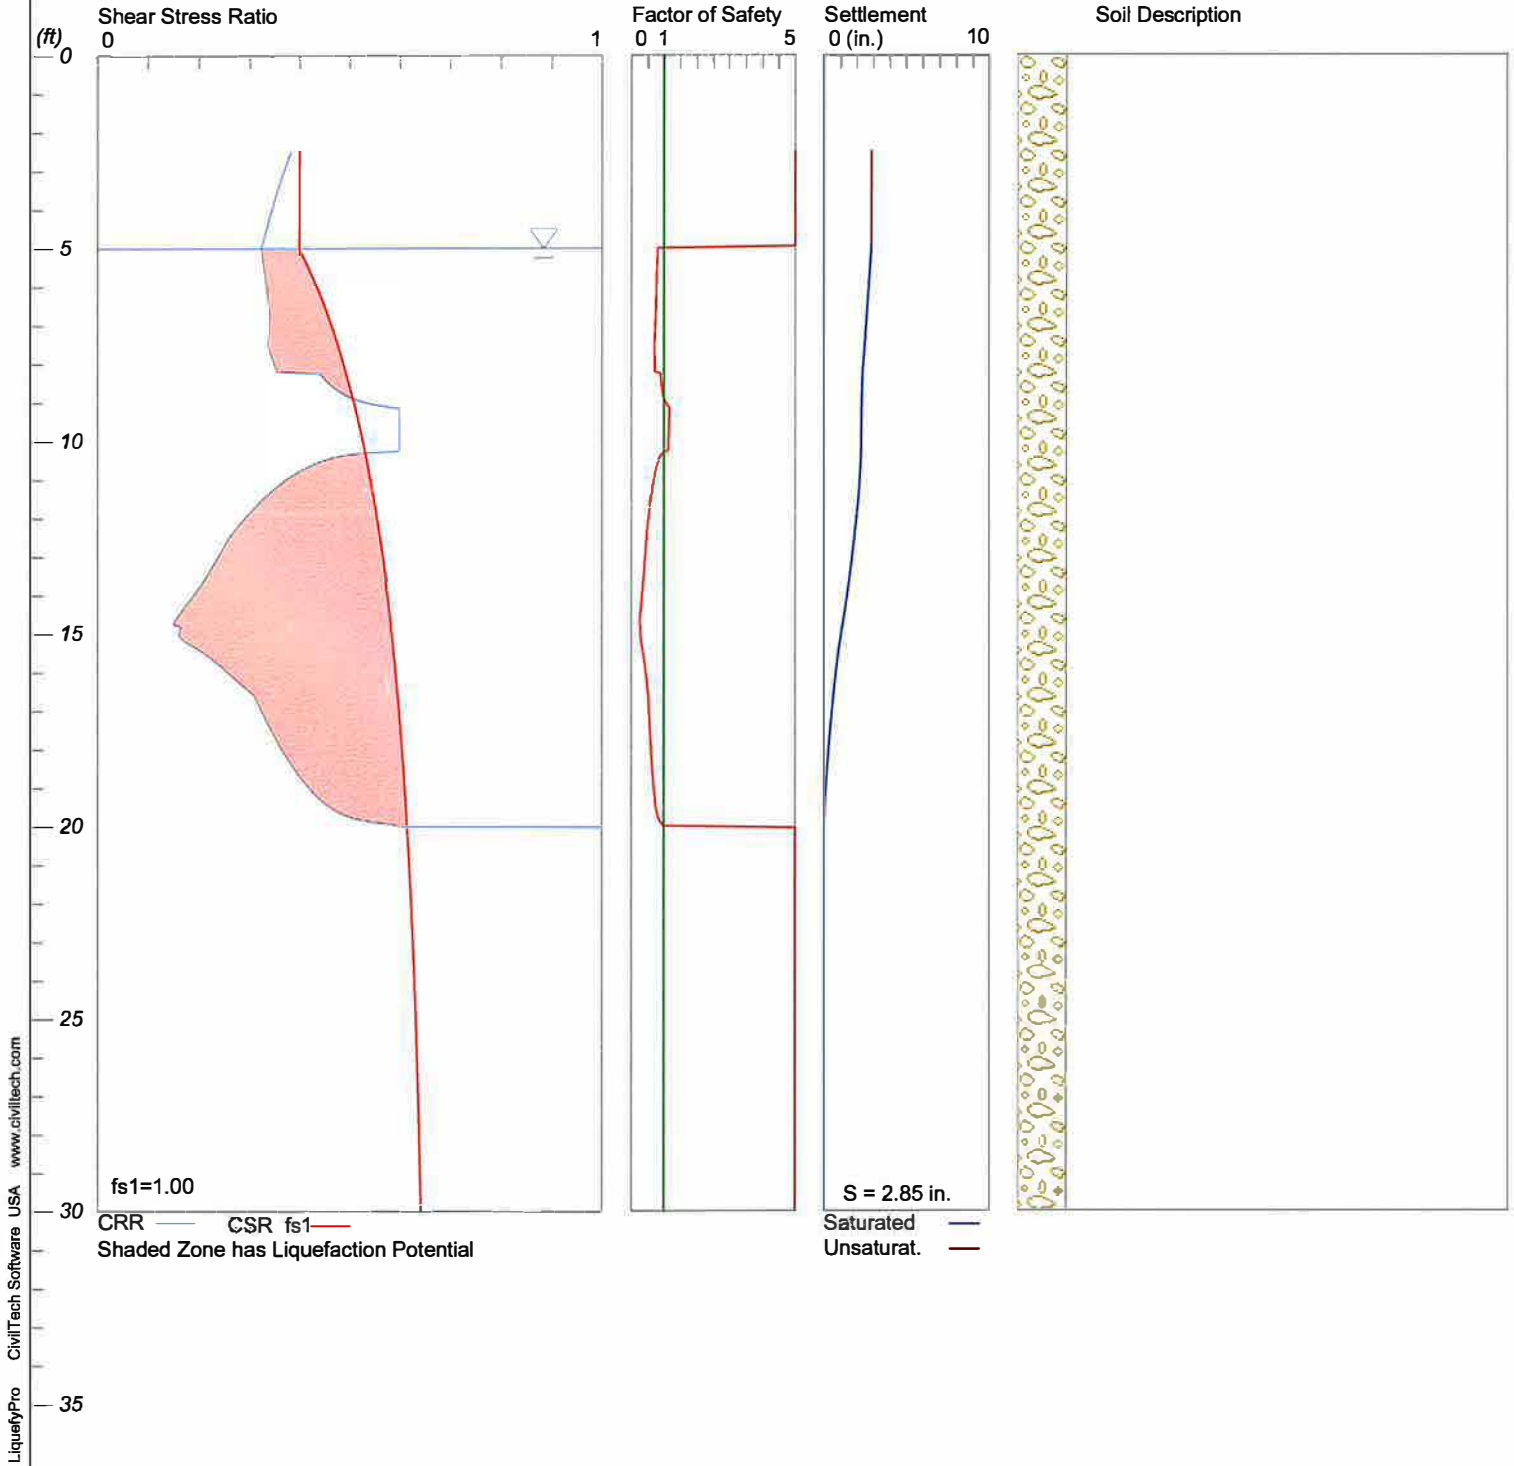 Shear Stress Ratio
Factor of Safety
Settlement
Soil Description
(ft)
0 1
0 1 5
0 (in.) 10
0
5
10
15
20
25
30
35
fs1=1.00
S = 2.85 in.
CRR CSR fs1
Shaded Zone has Liquefaction Potential
Saturated
Unsaturat.
LiquefyPro CivilTech Software USA www.civiltech.com